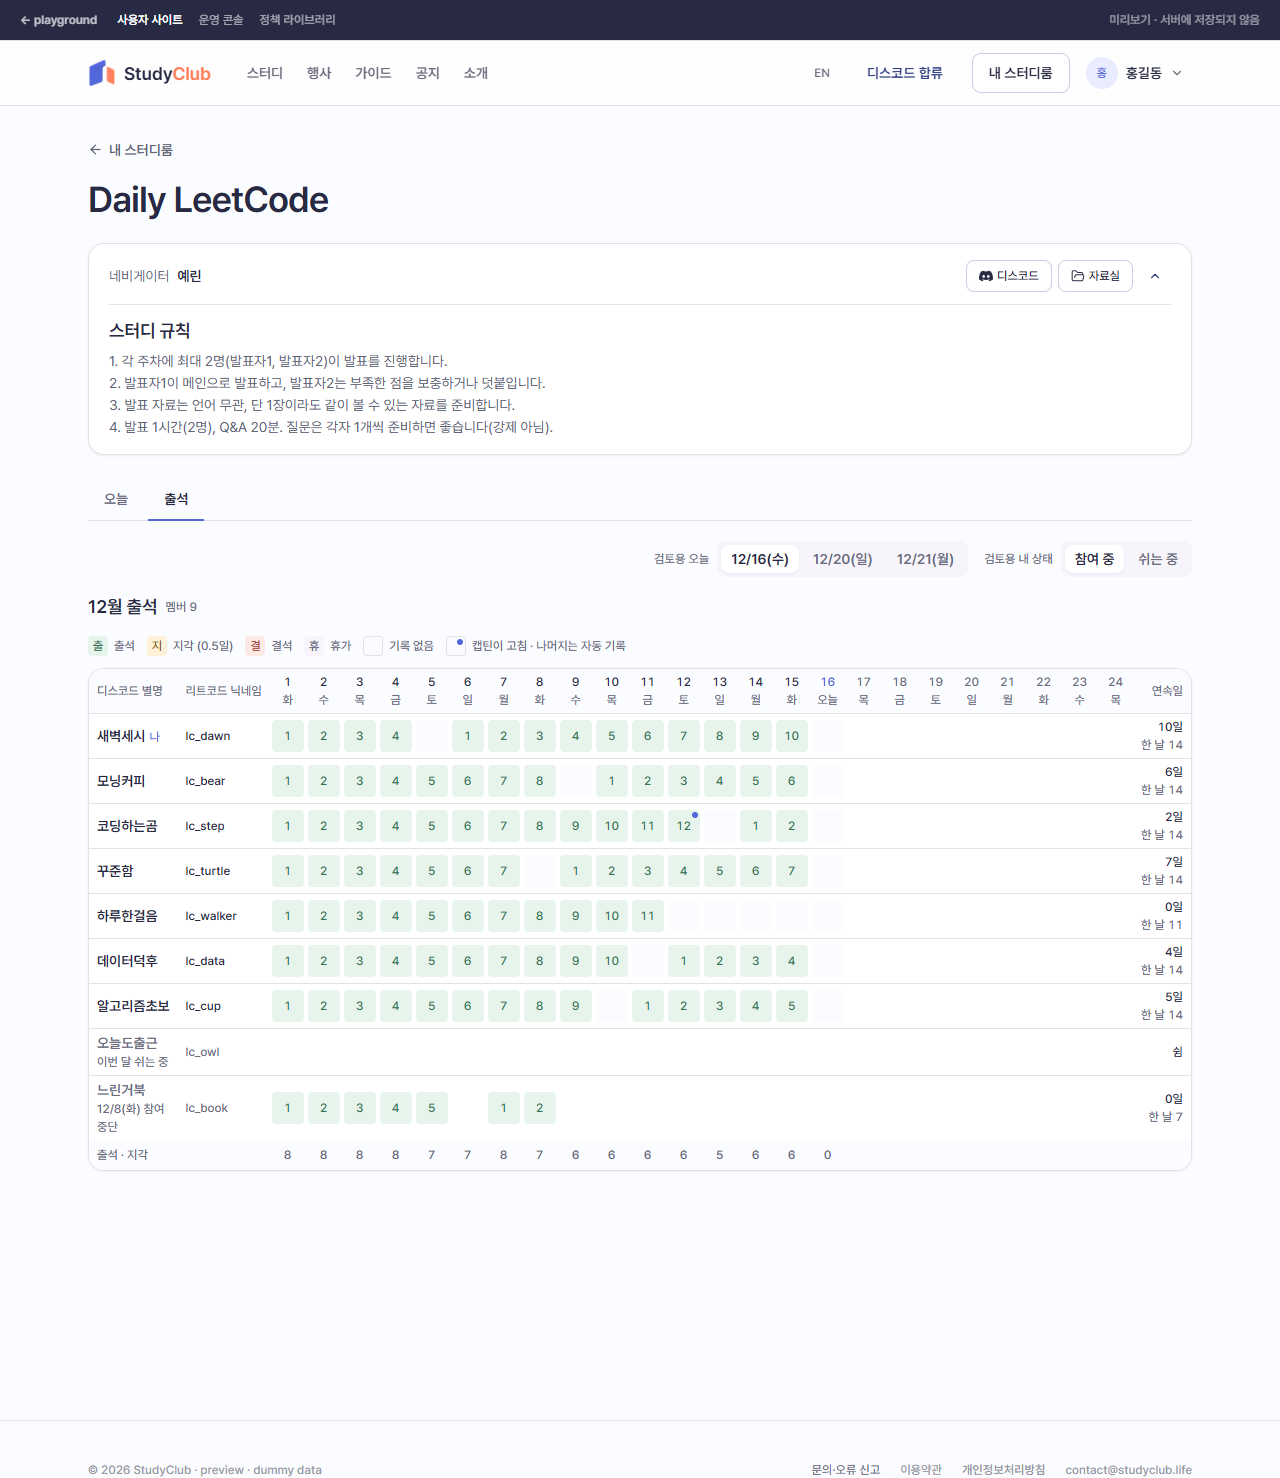 ← playground 사용자 사이트 운영 콘솔 정책 라이브러리 미리보기 · 서버에 저장되지 않음
StudyClub 스터디 행사 가이드 공지 소개 EN 디스코드 합류 내 스터디룸 홍 홍길동
← 내 스터디룸
Daily LeetCode
네비게이터 예린 디스코드 자료실
스터디 규칙
1. 각 주차에 최대 2명(발표자1, 발표자2)이 발표를 진행합니다.
2. 발표자1이 메인으로 발표하고, 발표자2는 부족한 점을 보충하거나 덧붙입니다.
3. 발표 자료는 언어 무관, 단 1장이라도 같이 볼 수 있는 자료를 준비합니다.
4. 발표 1시간(2명), Q&A 20분. 질문은 각자 1개씩 준비하면 좋습니다(강제 아님).
오늘 출석
검토용 오늘 12/16(수) 12/20(일) 12/21(월) 검토용 내 상태 참여 중 쉬는 중
12월 출석 멤버 9
출 출석 지 지각 (0.5일) 결 결석 휴 휴가 기록 없음 캡틴이 고침 · 나머지는 자동 기록
디스코드 별명 리트코드 닉네임 1 2 3 4 5 6 7 8 9 10 11 12 13 14 15 16 17 18 19 20 21 22 23 24 연속일
화 수 목 금 토 일 월 화 수 목 금 토 일 월 화 오늘 목 금 토 일 월 화 수 목
새벽세시 나 lc_dawn 1 2 3 4 1 2 3 4 5 6 7 8 9 10 10일
한 날 14
모닝커피 lc_bear 1 2 3 4 5 6 7 8 1 2 3 4 5 6 6일
한 날 14
코딩하는곰 lc_step 1 2 3 4 5 6 7 8 9 10 11 12 1 2 2일
한 날 14
꾸준함 lc_turtle 1 2 3 4 5 6 7 1 2 3 4 5 6 7 7일
한 날 14
하루한걸음 lc_walker 1 2 3 4 5 6 7 8 9 10 11 0일
한 날 11
데이터덕후 lc_data 1 2 3 4 5 6 7 8 9 10 1 2 3 4 4일
한 날 14
알고리즘초보 lc_cup 1 2 3 4 5 6 7 8 9 1 2 3 4 5 5일
한 날 14
오늘도출근 lc_owl 쉼
이번 달 쉬는 중
느린거북 lc_book 1 2 3 4 5 1 2 0일
12/8(화) 참여 한 날 7
중단
출석 · 지각 8 8 8 8 7 7 8 7 6 6 6 6 5 6 6 0
© 2026 StudyClub · preview · dummy data 문의·오류 신고 이용약관 개인정보처리방침 contact@studyclub.life